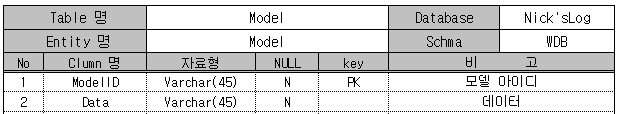 Table 명 Model Database Nick'sLog
Entity 명 Model Schma WDB
No Clumn 명 자료형 NULL key 비 고
1 ModelID Varchar(45) N PK 모델 아이디
2 Data Varchar(45) N 데이터